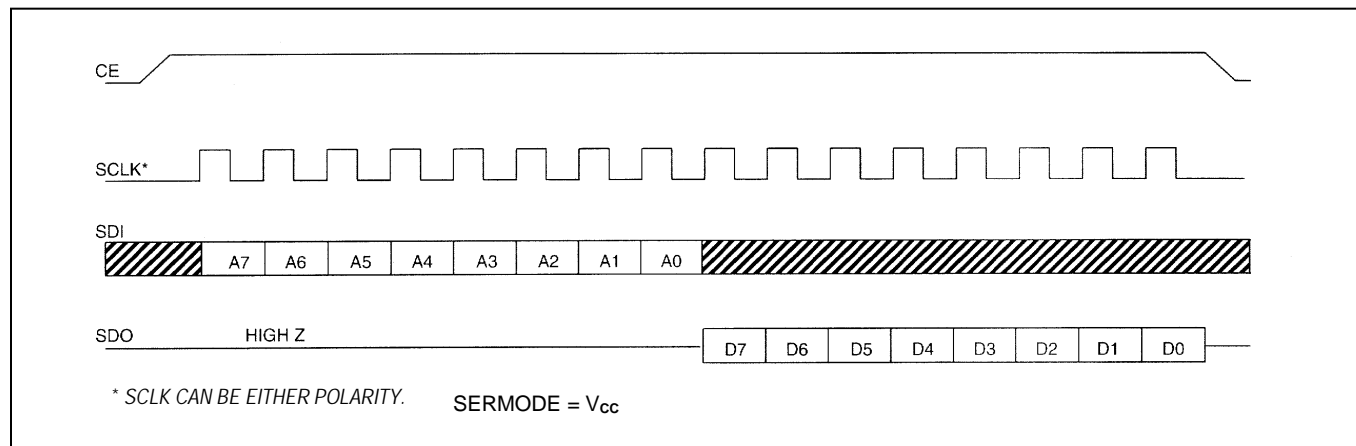 CE
SCLK*
SDI
A7 A6 A5 A4 A3 A2 A1 A0
SDO HIGH Z
D7 D6 D5 D4 D3 D2 D1 D0
* SCLK CAN BE EITHER POLARITY. SERMODE = Vcc